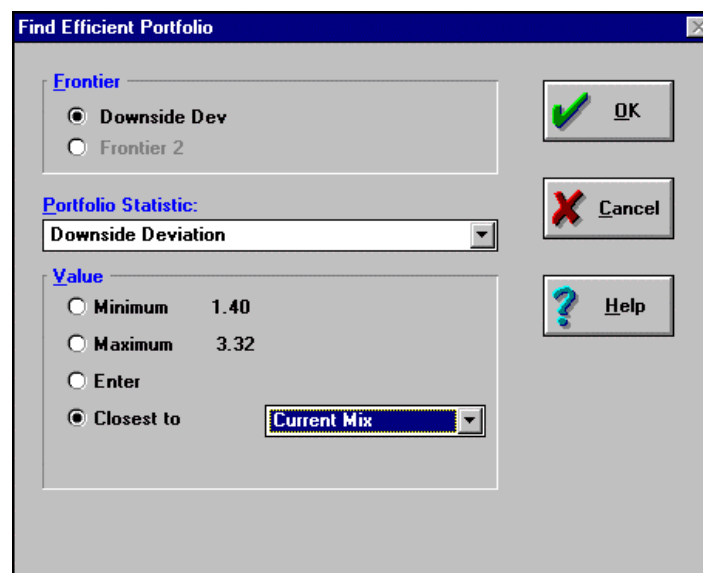 Find Efficient Portfolio
Frontier
Downside Dev
Frontier 2
Portfolio Statistic:
Downside Deviation
Value
Minimum 1.40
Maximum 3.32
Enter
Closest to Current Mix
OK
Cancel
Help